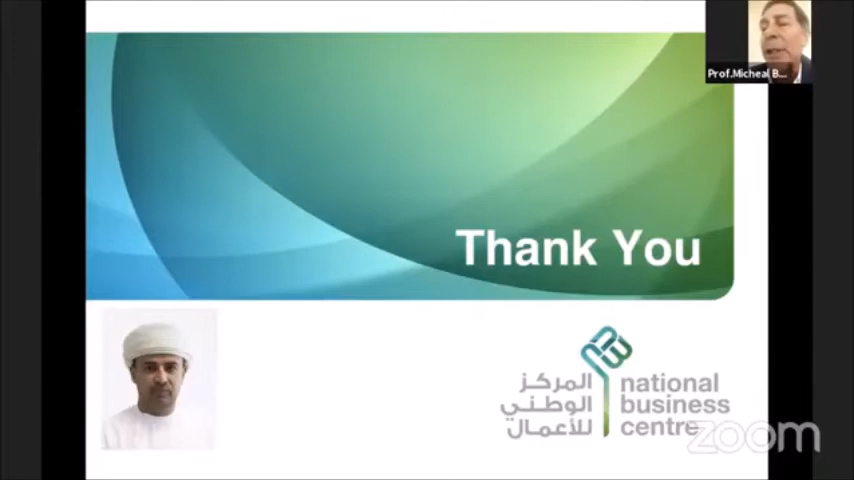 Prof.Micheal B...
Thank You
المركز
الوطني
للأعمال
national
business
centre
zoom